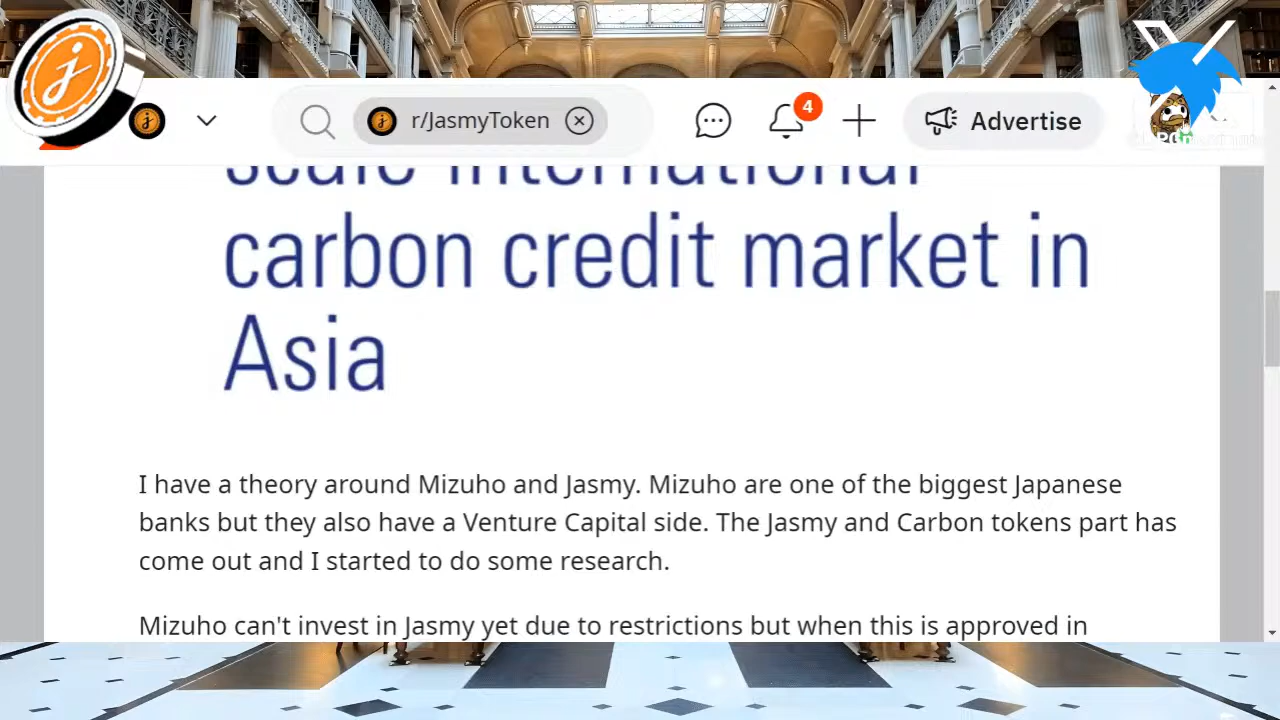 r/JasmyToken
4
Advertise
scale international
carbon credit market in
Asia
I have a theory around Mizuho and Jasmy. Mizuho are one of the biggest Japanese
banks but they also have a Venture Capital side. The Jasmy and Carbon tokens part has
come out and I started to do some research.
Mizuho can't invest in Jasmy yet due to restrictions but when this is approved in